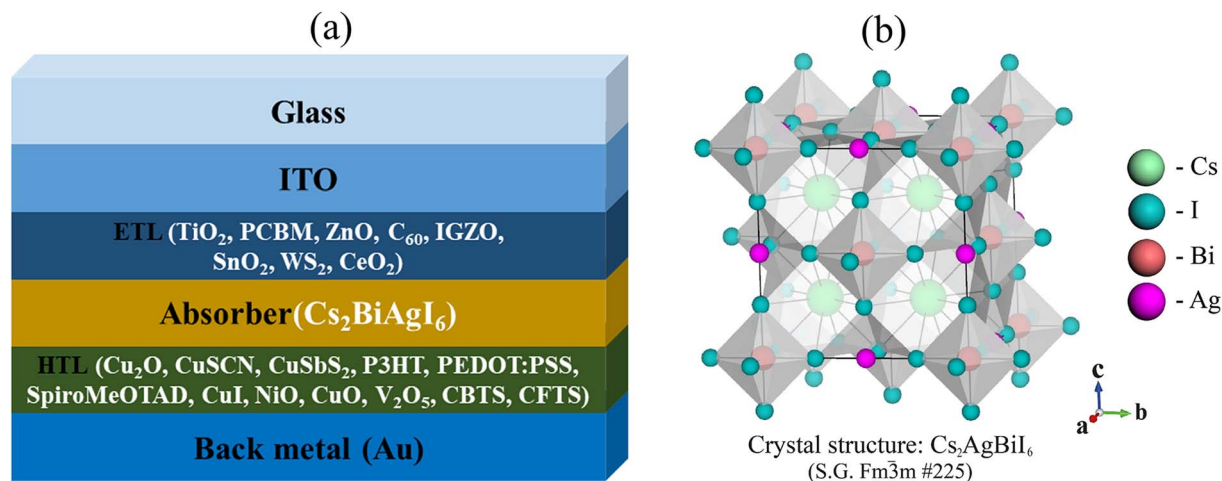 (a)
Glass
ITO
ETL (TiO₂, PCBM, ZnO, C₆₀, IGZO,
SnO₂, WS₂, CeO₂)
Absorber(Cs₂BiAgI₆)
HTL (Cu₂O, CuSCN, CuSbS₂, P3HT, PEDOT:PSS,
SpiroMeOTAD, CuI, NiO, CuO, V₂O₅, CBTS, CFTS)
Back metal (Au)
(b)
- Cs
- I
- Bi
- Ag
c
b
a
Crystal structure: Cs₂AgBiI₆
(S.G. Fm3̅m #225)